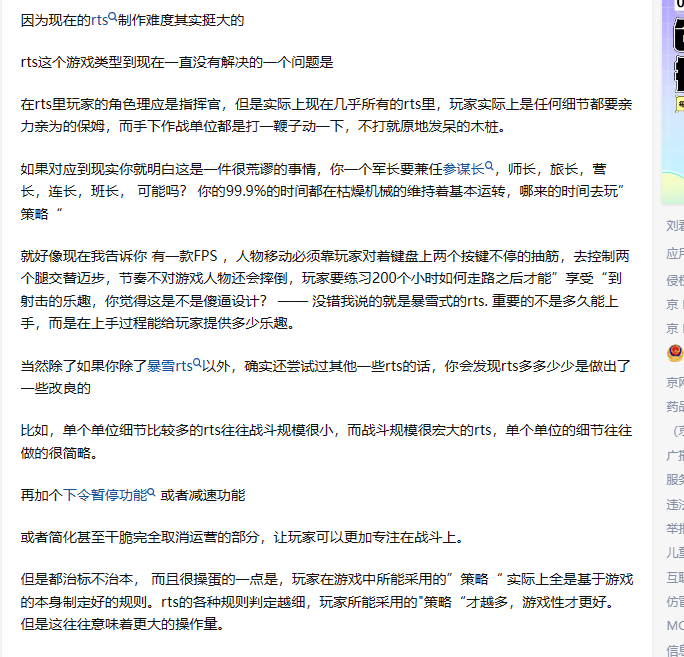 因为现在的rts制作难度其实挺大的
rts这个游戏类型到现在一直没有解决的一个问题是
在rts里玩家的角色理应是指挥官，但是实际上现在几乎所有的rts里，玩家实际上是任何细节都要亲
力亲为的保姆，而手下作战单位都是打一鞭子动一下，不打就原地发呆的木桩。
如果对应到现实你就明白这是一件很荒谬的事情，你一个军长要兼任参谋长，师长，旅长，营
长，连长，班长， 可能吗？ 你的99.9%的时间都在枯燥机械的维持着基本运转，哪来的时间去玩”
策略“
就好像现在我告诉你 有一款FPS ，人物移动必须靠玩家对着键盘上两个按键不停的抽筋，去控制两
个腿交替迈步，节奏不对游戏人物还会摔倒，玩家要练习200个小时如何走路之后才能”享受“到
射击的乐趣，你觉得这是不是傻逼设计？ —— 没错我说的就是暴雪式的rts. 重要的不是多久能上
手，而是在上手过程能给玩家提供多少乐趣。
当然除了如果你除了暴雪rts以外，确实还尝试过其他一些rts的话，你会发现rts多多少少是做出了
一些改良的
比如，单个单位细节比较多的rts往往战斗规模很小，而战斗规模很宏大的rts，单个单位的细节往往
做的很简略。
再加个下令暂停功能 或者减速功能
或者简化甚至干脆完全取消运营的部分，让玩家可以更加专注在战斗上。
但是都治标不治本， 而且很操蛋的一点是，玩家在游戏中所能采用的”策略“ 实际上全是基于游戏
的本身制定好的规则。rts的各种规则判定越细，玩家所能采用的"策略“才越多，游戏性才更好。
但是这往往意味着更大的操作量。
刘看
应用
侵权
京
京
京网
药品
（京
广播
服务
违法
举报
儿童
互联
仿冒
MC
信息